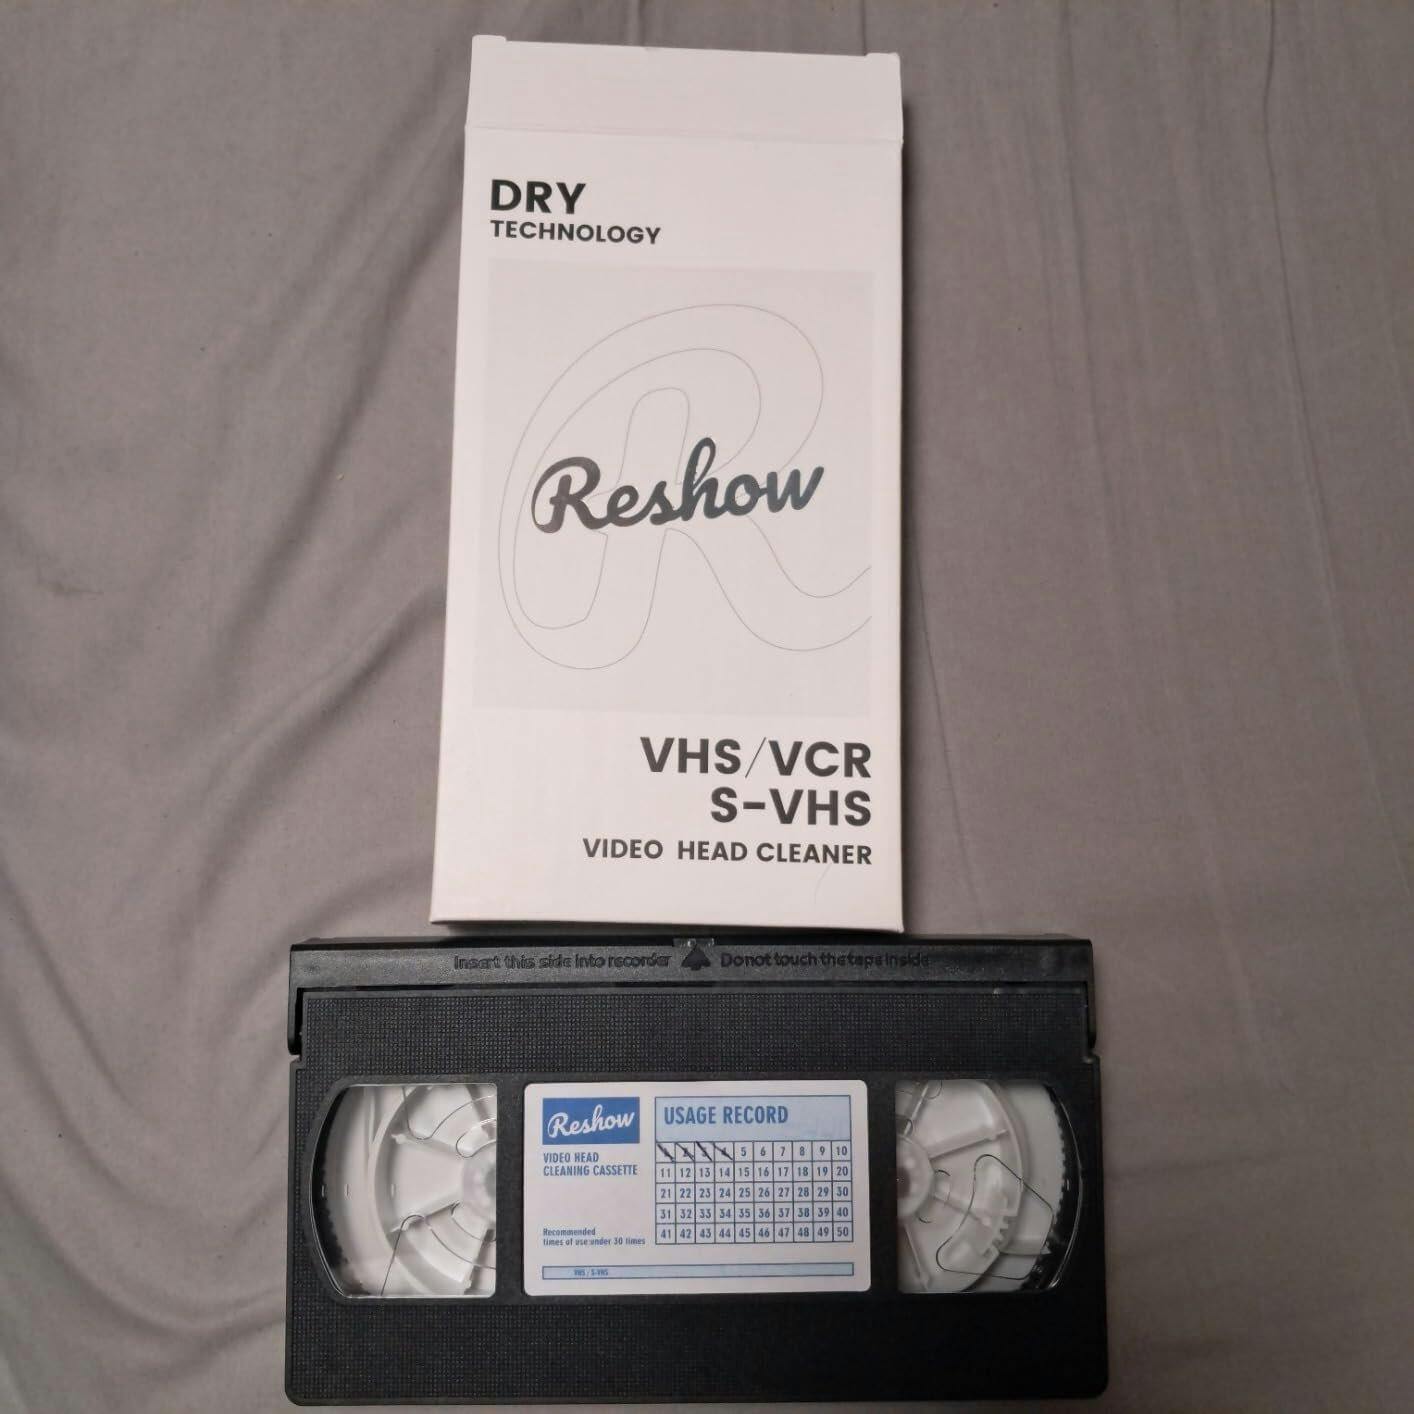 DRY
TECHNOLOGY
Reshow
VHS/VCR
S-VHS
VIDEO HEAD CLEANER
Insert this side into recorder Do not touch the tape inside
Reshow
VIDEO HEAD
CLEANING CASSETTE
Recommended
times of use:under 30 times
USAGE RECORD
1 2 3 4 5 6 7 8 9 10
11 12 13 14 15 16 17 18 19 20
21 22 23 24 25 26 27 28 29 30
31 32 33 34 35 36 37 38 39 40
41 42 43 44 45 46 47 48 49 50
VHS / S-VHS